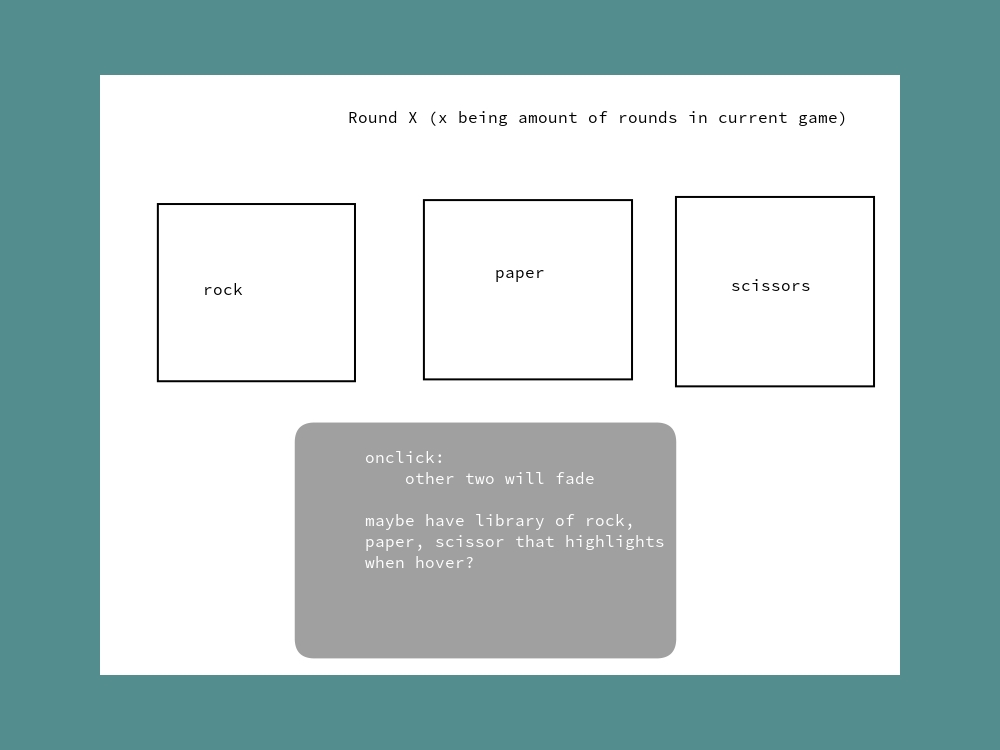 Round X (x being amount of rounds in current game)
rock
paper
scissors
onclick:
other two will fade
maybe have library of rock,
paper, scissor that highlights
when hover?